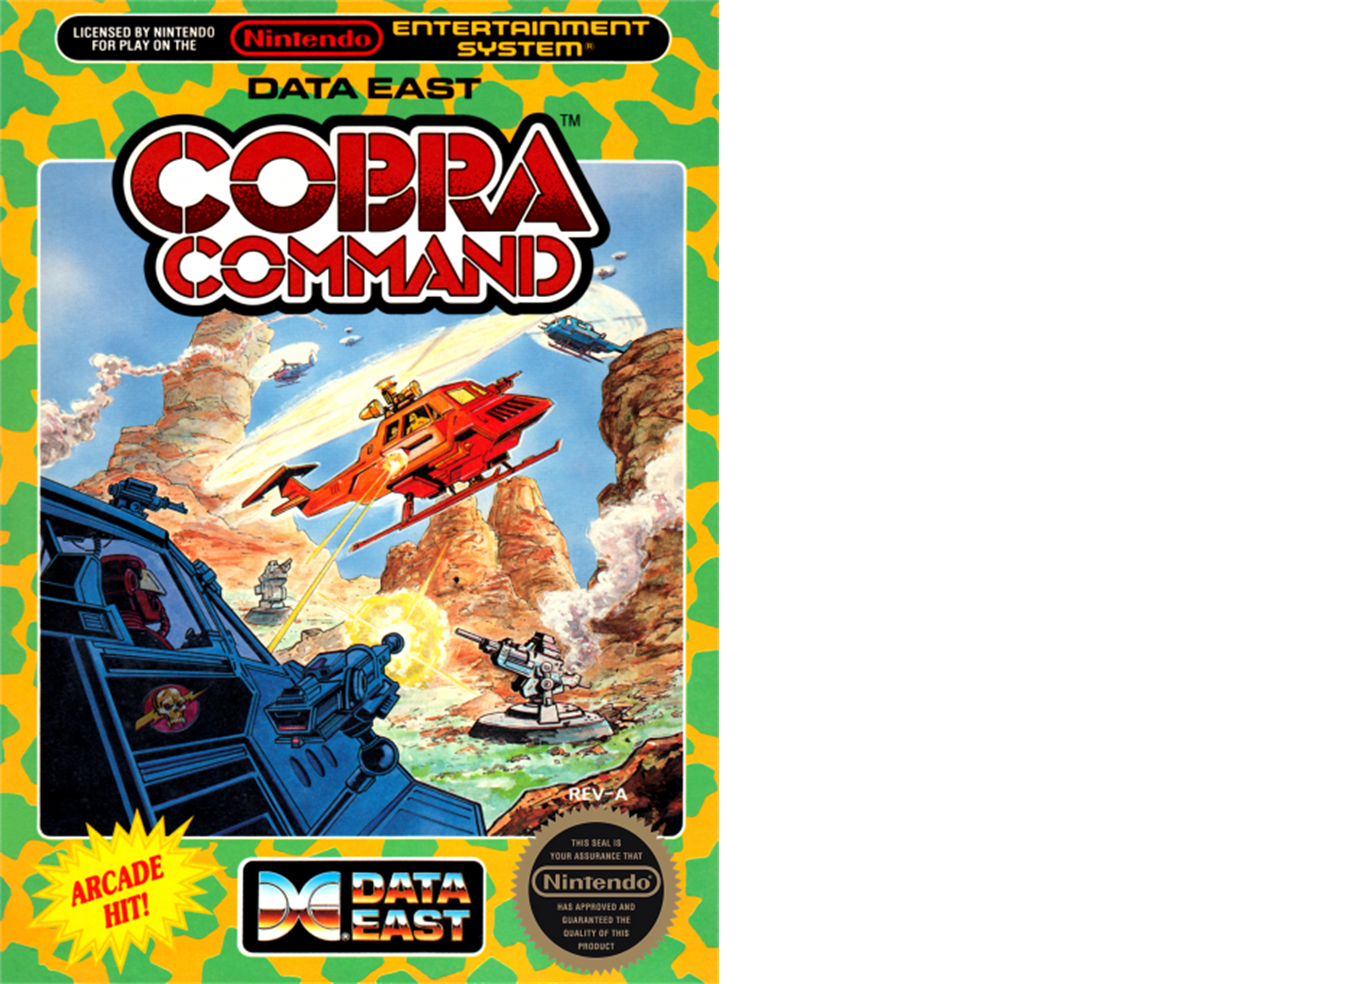 LICENSED BY NINTENDO
FOR PLAY ON THE
Nintendo
ENTERTAINMENT
SYSTEM®
DATA EAST
COBRA
COMMAND
™
REV-A
ARCADE
HIT!
DATA
EAST
®
THIS SEAL IS
YOUR ASSURANCE THAT
Nintendo®
HAS APPROVED AND
GUARANTEED THE
QUALITY OF THIS
PRODUCT